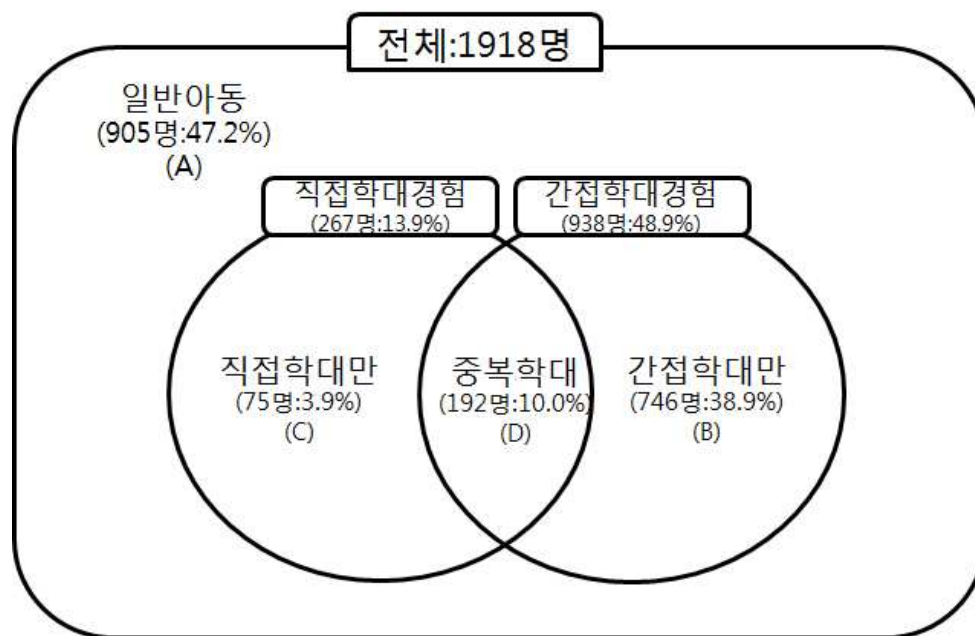 전체:1918명
일반아동
(905명:47.2%)
(A)
직접학대경험
(267명:13.9%)
간접학대경험
(938명:48.9%)
직접학대만
(75명:3.9%)
(C)
중복학대
(192명:10.0%)
(D)
간접학대만
(746명:38.9%)
(B)